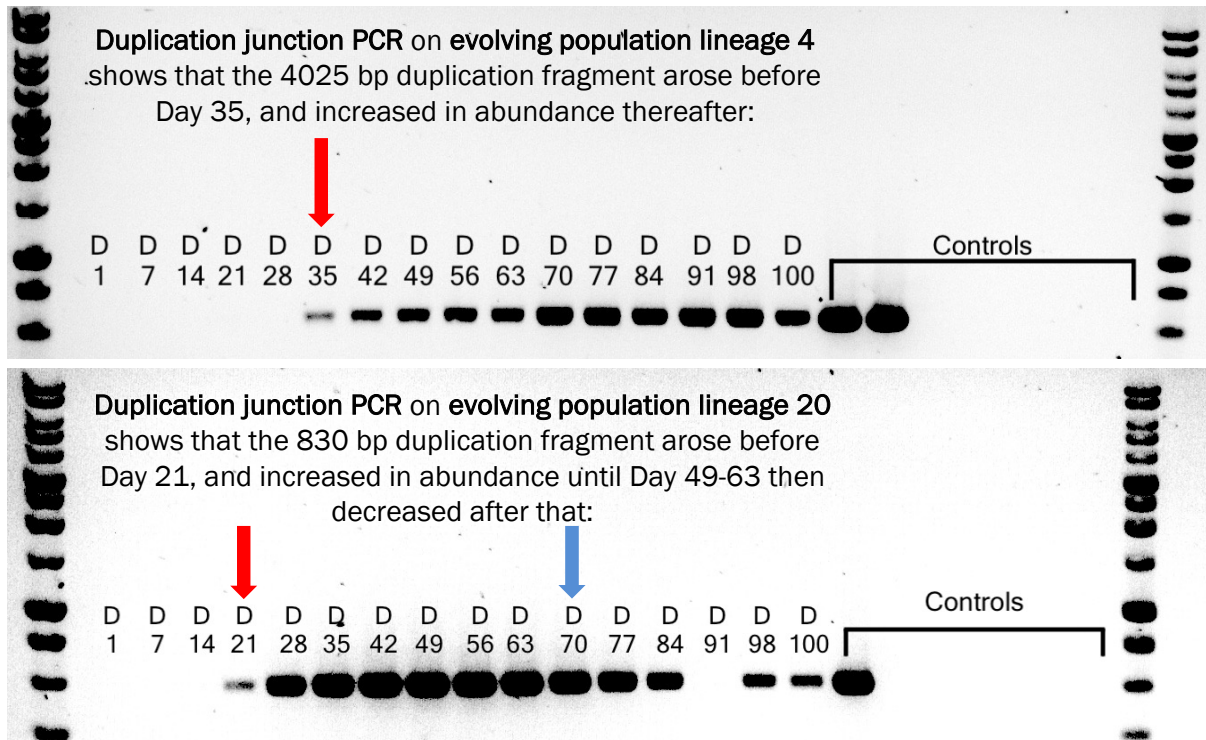 Duplication junction PCR on evolving population lineage 4
shows that the 4025 bp duplication fragment arose before
Day 35, and increased in abundance thereafter:
D D D D D D D D D D D D D D D D Controls
1 7 14 21 28 35 42 49 56 63 70 77 84 91 98 100
Duplication junction PCR on evolving population lineage 20
shows that the 830 bp duplication fragment arose before
Day 21, and increased in abundance until Day 49-63 then
decreased after that:
D D D D D D D D D D D D D D D D Controls
1 7 14 21 28 35 42 49 56 63 70 77 84 91 98 100